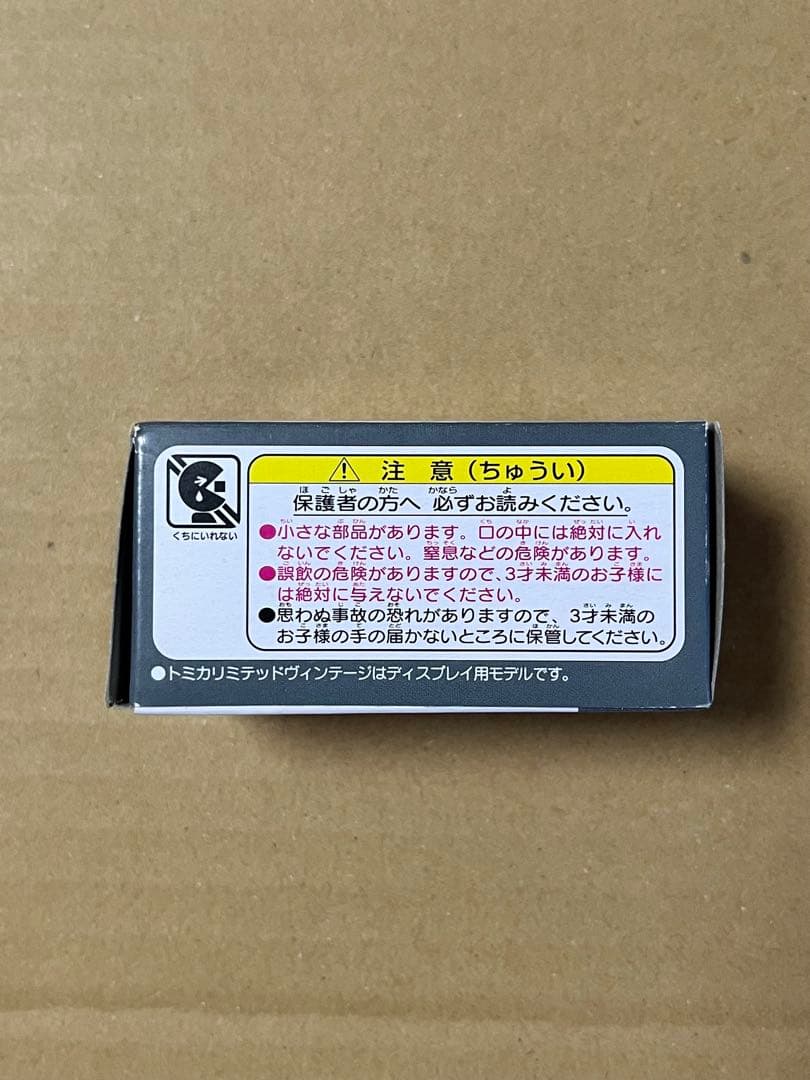 注 意（ちゅうい）
保護者の方へ 必ずお読みください。
●小さな部品があります。口の中には絶対に入れ
ないでください。窒息などの危険があります。
●誤飲の危険がありますので、3才未満のお子様に
は絶対に与えないでください。
●思わぬ事故の恐れがありますので、3才未満の
お子様の手の届かないところに保管してください。
くちにいれない
●トミカリミテッドヴィンテージはディスプレイ用モデルです。